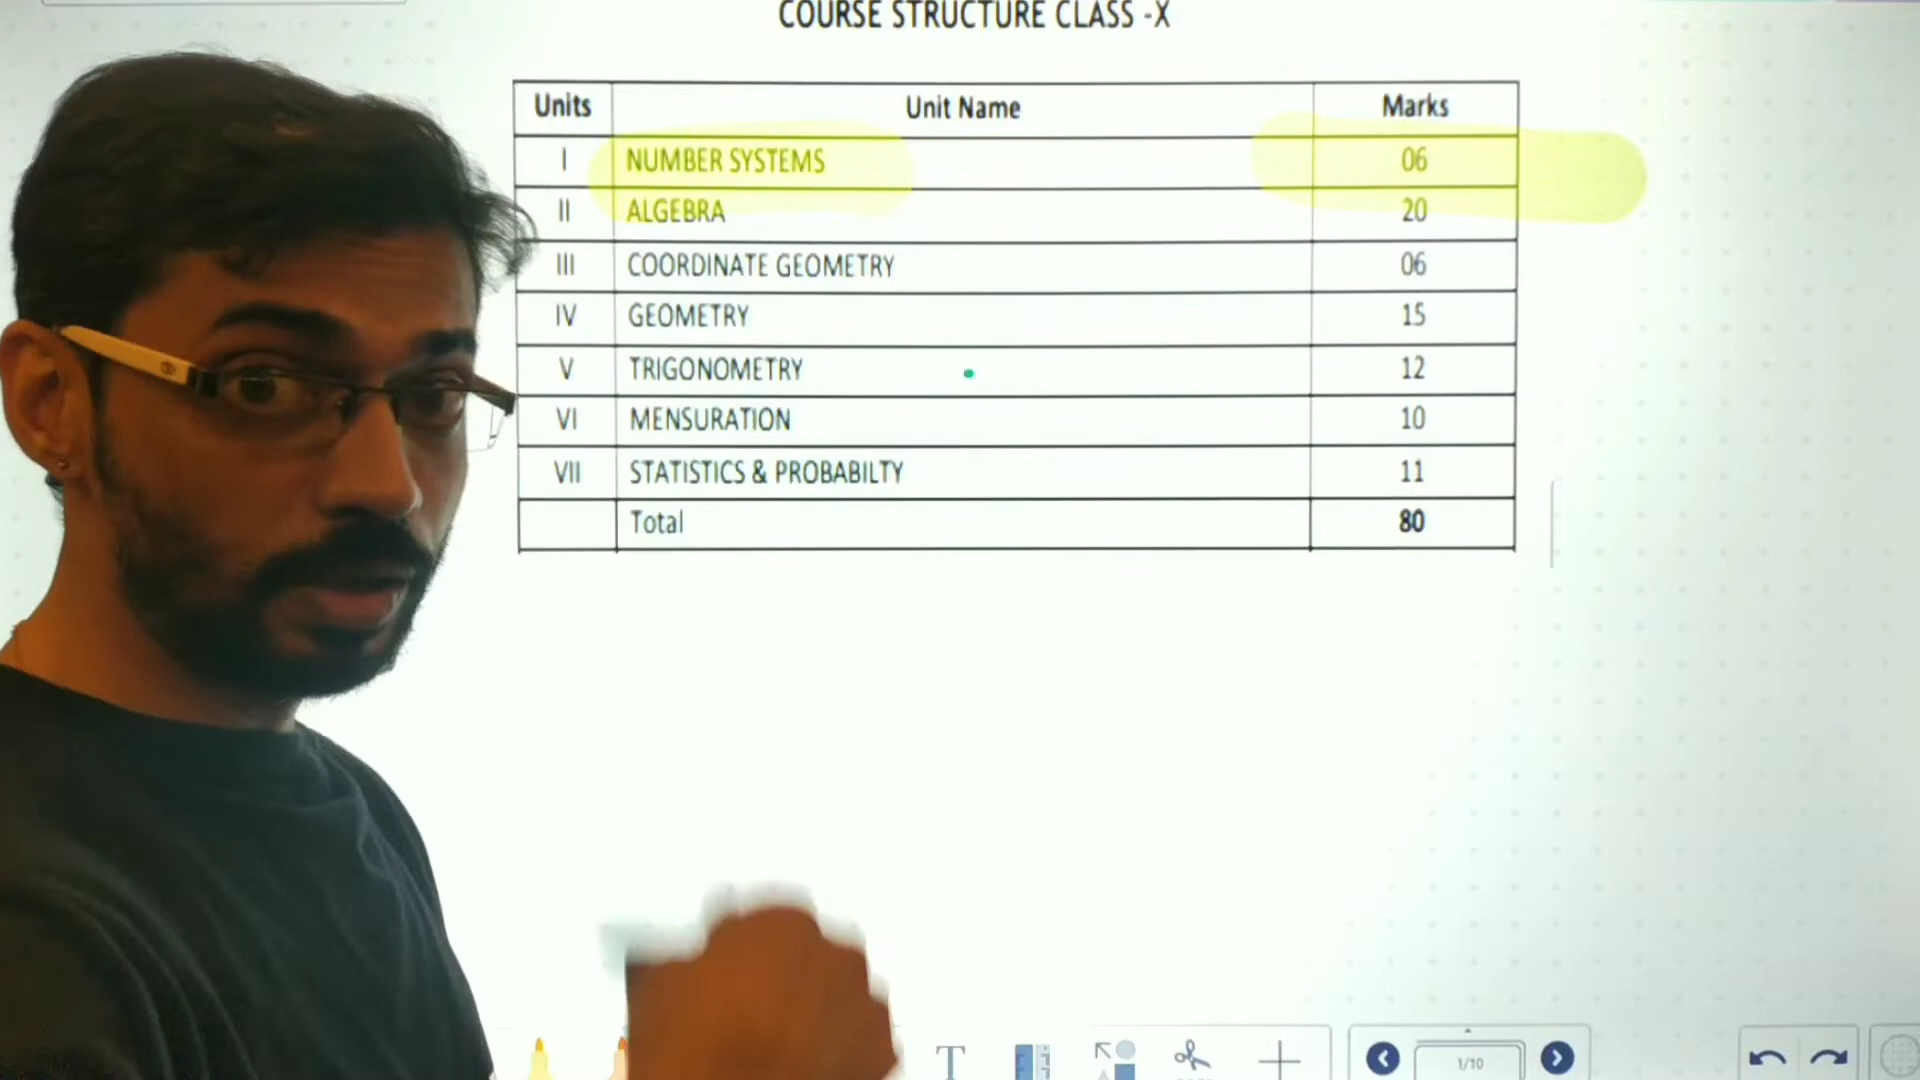 COURSE STRUCTURE CLASS -X
Units Unit Name Marks
I NUMBER SYSTEMS 06
II ALGEBRA 20
III COORDINATE GEOMETRY 06
IV GEOMETRY 15
V TRIGONOMETRY 12
VI MENSURATION 10
VII STATISTICS & PROBABILTY 11
Total 80
T
1/10